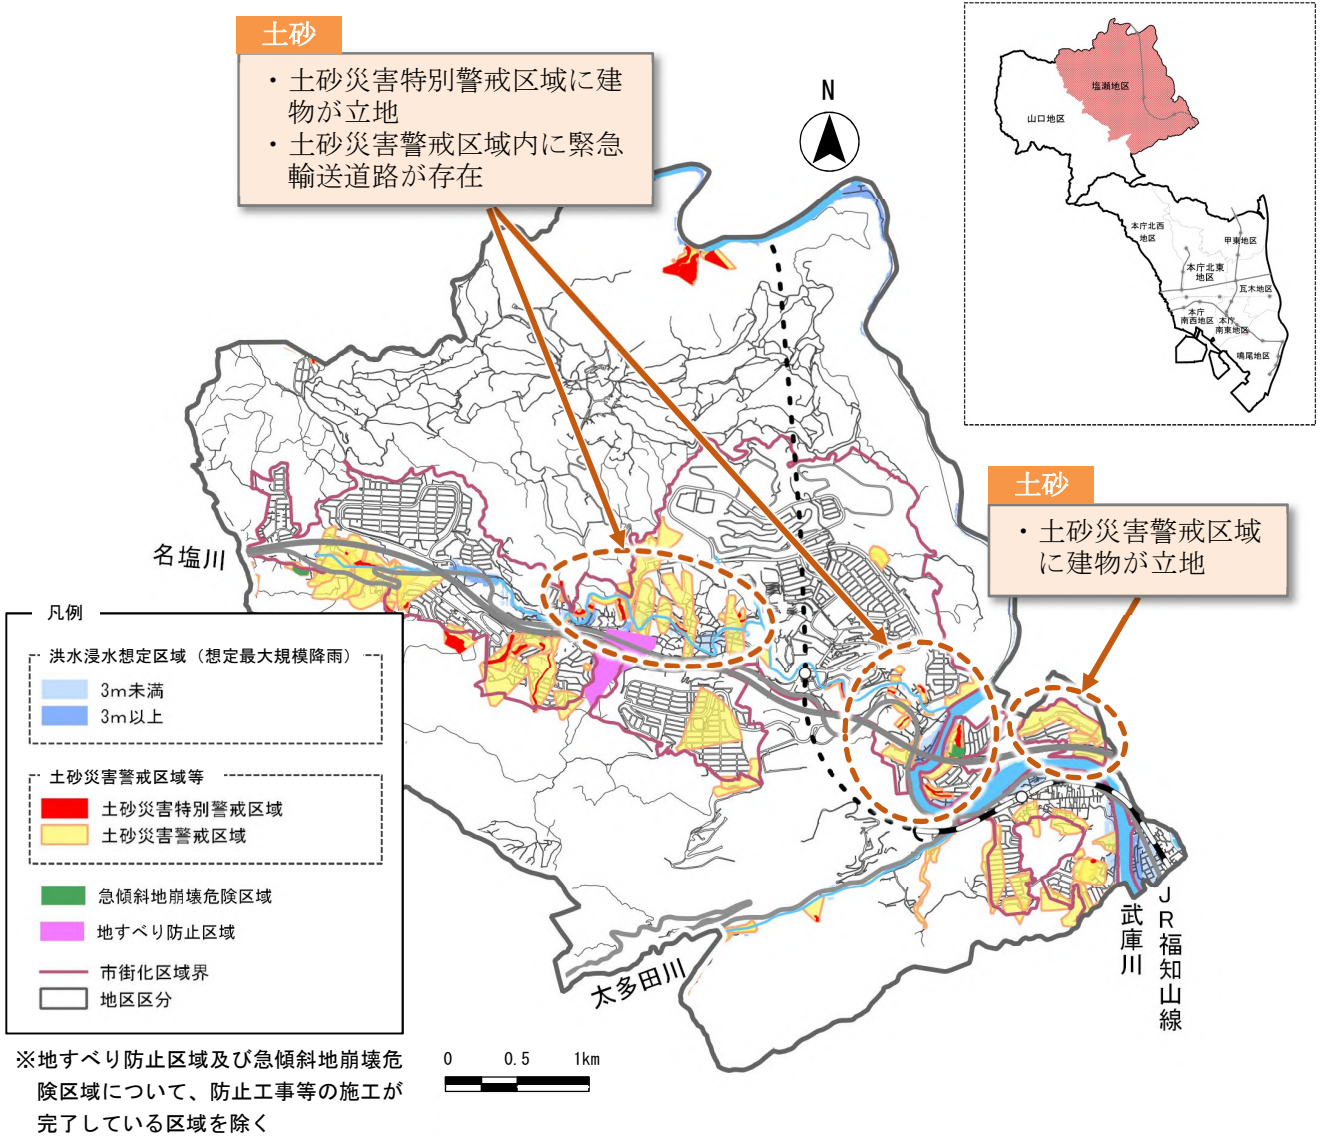 土砂
・土砂災害特別警戒区域に建
物が立地
・土砂災害警戒区域内に緊急
輸送道路が存在
N
塩瀬地区
山口地区
本庁北西
地区
甲東地区
本庁北東
地区
瓦木地区
本庁
南西地区
本庁
南東地区
鳴尾地区
土砂
・土砂災害警戒区域
に建物が立地
名塩川
凡例
洪水浸水想定区域（想定最大規模降雨）
3m未満
3m以上
土砂災害警戒区域等
土砂災害特別警戒区域
土砂災害警戒区域
急傾斜地崩壊危険区域
地すべり防止区域
市街化区域界
地区区分
太多田川
武庫川
JR福知山線
※地すべり防止区域及び急傾斜地崩壊危
険区域について、防止工事等の施工が
完了している区域を除く
0 0.5 1km